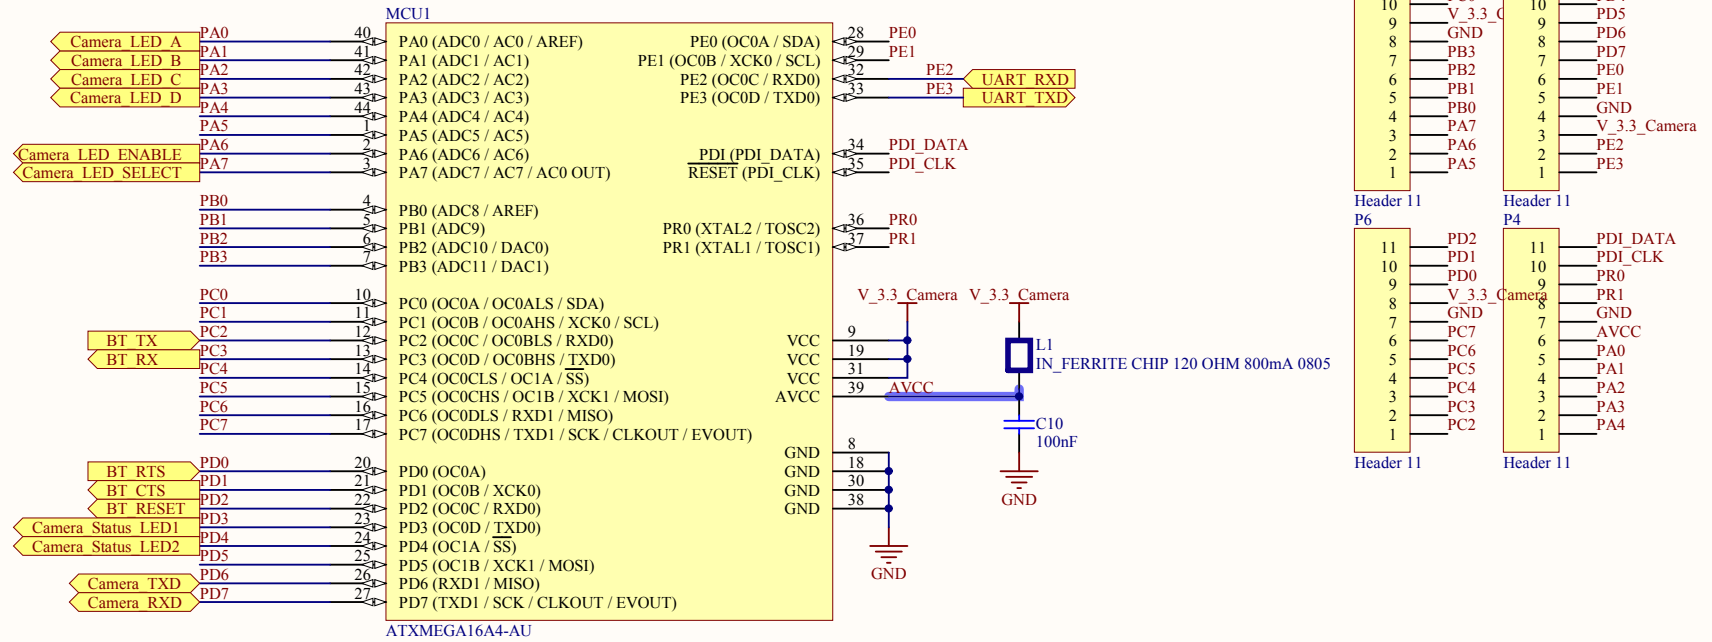 MCU1
Camera_LED_A PA0 40 PA0 (ADC0 / AC0 / AREF)
Camera_LED_B PA1 41 PA1 (ADC1 / AC1)
Camera_LED_C PA2 42 PA2 (ADC2 / AC2)
Camera_LED_D PA3 43 PA3 (ADC3 / AC3)
PA4 44 PA4 (ADC4 / AC4)
PA5 1 PA5 (ADC5 / AC5)
Camera_LED_ENABLE PA6 2 PA6 (ADC6 / AC6)
Camera_LED_SELECT PA7 3 PA7 (ADC7 / AC7 / AC0 OUT)
PB0 4 PB0 (ADC8 / AREF)
PB1 5 PB1 (ADC9)
PB2 6 PB2 (ADC10 / DAC0)
PB3 7 PB3 (ADC11 / DAC1)
PC0 10 PC0 (OC0A / OC0ALS / SDA)
PC1 11 PC1 (OC0B / OC0AHS / XCK0 / SCL)
BT_TX PC2 12 PC2 (OC0C / OC0BLS / RXD0)
BT_RX PC3 13 PC3 (OC0D / OC0BHS / TXD0)
PC4 14 PC4 (OC0CLS / OC1A / SS)
PC5 15 PC5 (OC0CHS / OC1B / XCK1 / MOSI)
PC6 16 PC6 (OC0DLS / RXD1 / MISO)
PC7 17 PC7 (OC0DHS / TXD1 / SCK / CLKOUT / EVOUT)
BT_RTS PD0 20 PD0 (OC0A)
BT_CTS PD1 21 PD1 (OC0B / XCK0)
BT_RESET PD2 22 PD2 (OC0C / RXD0)
Camera_Status_LED1 PD3 23 PD3 (OC0D / TXD0)
Camera_Status_LED2 PD4 24 PD4 (OC1A / SS)
PD5 25 PD5 (OC1B / XCK1 / MOSI)
Camera_TXD PD6 26 PD6 (RXD1 / MISO)
Camera_RXD PD7 27 PD7 (TXD1 / SCK / CLKOUT / EVOUT)
ATXMEGA16A4-AU
PE0 (OC0A / SDA) 28 PE0
PE1 (OC0B / XCK0 / SCL) 29 PE1
PE2 (OC0C / RXD0) 32 PE2 UART_RXD
PE3 (OC0D / TXD0) 33 PE3 UART_TXD
PDI (PDI_DATA) 34 PDI_DATA
RESET (PDI_CLK) 35 PDI_CLK
PR0 (XTAL2 / TOSC2) 36 PR0
PR1 (XTAL1 / TOSC1) 37 PR1
V_3.3_Camera V_3.3_Camera
VCC 9
VCC 19
VCC 31
AVCC 39 AVCC
L1
IN_FERRITE CHIP 120 OHM 800mA 0805
C10
100nF
GND
GND 8
GND 18
GND 30
GND 38
GND
10
9 V_3.3_C
8 GND
7 PB3
6 PB2
5 PB1
4 PB0
3 PA7
2 PA6
1 PA5
Header 11
10
9 PD5
8 PD6
7 PD7
6 PE0
5 PE1
4 GND
3 V_3.3_Camera
2 PE2
1 PE3
Header 11
P6
11 PD2
10 PD1
9 PD0
8 V_3.3_Camera
7 GND
6 PC7
5 PC6
4 PC5
3 PC4
2 PC3
1 PC2
Header 11
P4
11 PDI_DATA
10 PDI_CLK
9 PR0
8 PR1
7 GND
6 AVCC
5 PA0
4 PA1
3 PA2
2 PA3
1 PA4
Header 11